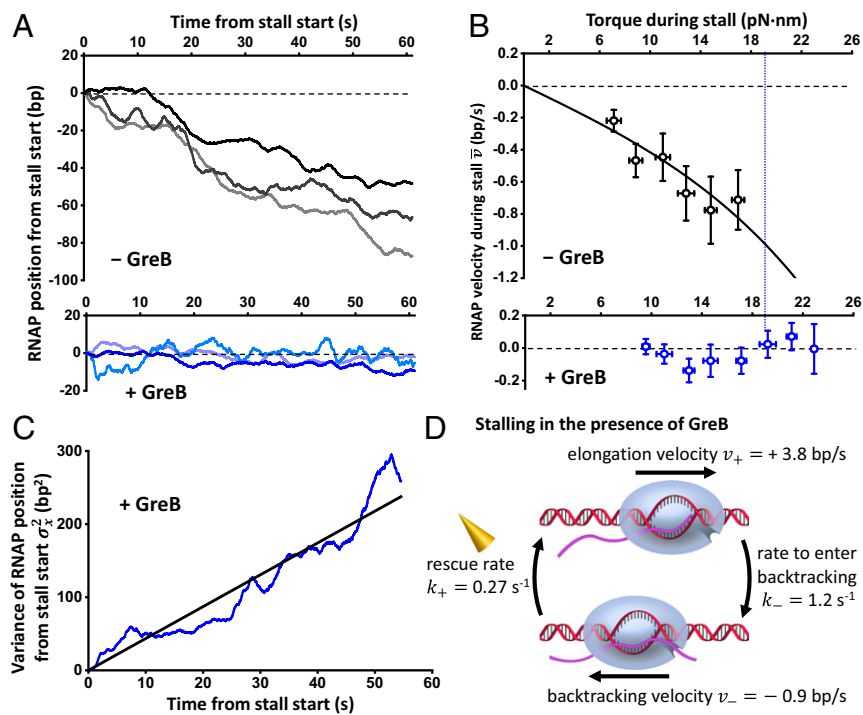 A
Time from stall start (s)
0 10 20 30 40 50 60
RNAP position from stall start (bp)
20
0
-20
-40
-60
-80
-100
– GreB
0 10 20 30 40 50 60
20
0
-20
+ GreB
B
Torque during stall (pN·nm)
0 2 6 10 14 18 22 26
RNAP velocity during stall v̅ (bp/s)
0.2
0.0
-0.2
-0.4
-0.6
-0.8
-1.0
-1.2
– GreB
0 2 6 10 14 18 22 26
0.2
0.0
-0.2
+ GreB
C
Variance of RNAP position
from stall start σₓ² (bp²)
300
200
100
0
+ GreB
0 10 20 30 40 50 60
Time from stall start (s)
D
Stalling in the presence of GreB
elongation velocity v₊ = + 3.8 bp/s
rescue rate
k₊ = 0.27 s⁻¹
rate to enter
backtracking
k₋ = 1.2 s⁻¹
backtracking velocity v₋ = − 0.9 bp/s